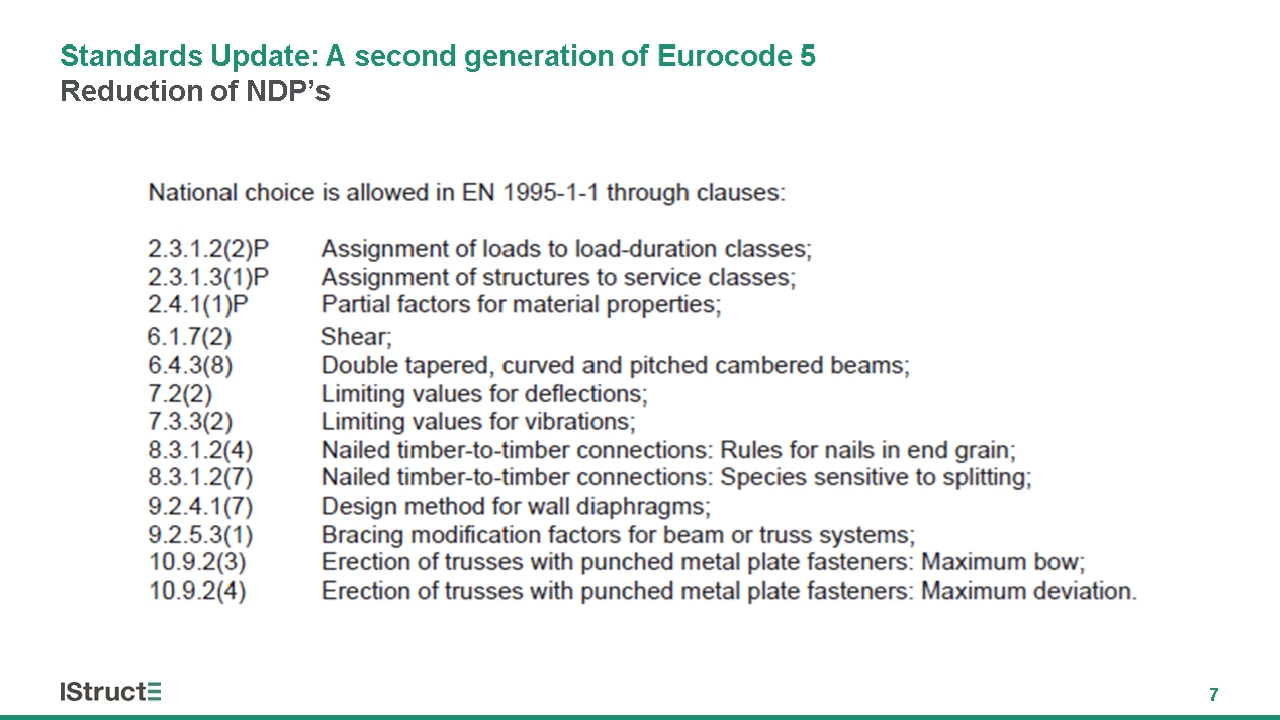 Standards Update: A second generation of Eurocode 5
Reduction of NDP’s
National choice is allowed in EN 1995-1-1 through clauses:
2.3.1.2(2)P Assignment of loads to load-duration classes;
2.3.1.3(1)P Assignment of structures to service classes;
2.4.1(1)P Partial factors for material properties;
6.1.7(2) Shear;
6.4.3(8) Double tapered, curved and pitched cambered beams;
7.2(2) Limiting values for deflections;
7.3.3(2) Limiting values for vibrations;
8.3.1.2(4) Nailed timber-to-timber connections: Rules for nails in end grain;
8.3.1.2(7) Nailed timber-to-timber connections: Species sensitive to splitting;
9.2.4.1(7) Design method for wall diaphragms;
9.2.5.3(1) Bracing modification factors for beam or truss systems;
10.9.2(3) Erection of trusses with punched metal plate fasteners: Maximum bow;
10.9.2(4) Erection of trusses with punched metal plate fasteners: Maximum deviation.
IStructE
7